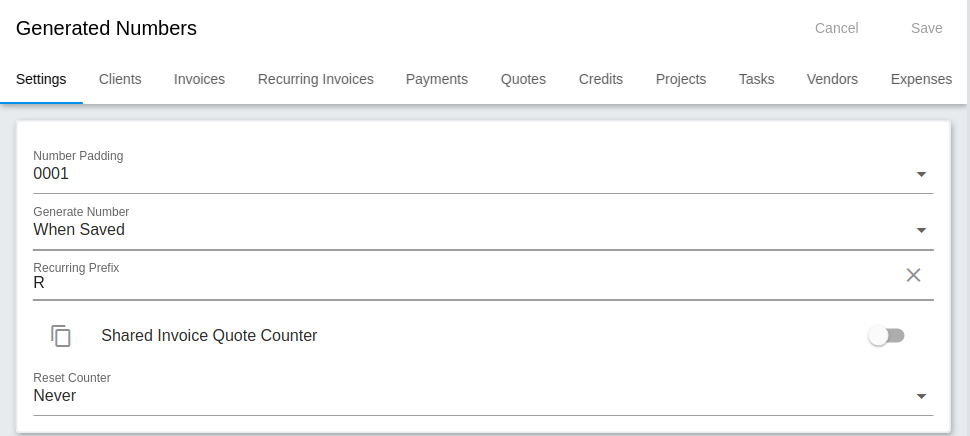 Generated Numbers Cancel Save
Settings Clients Invoices Recurring Invoices Payments Quotes Credits Projects Tasks Vendors Expenses
Number Padding
0001
Generate Number
When Saved
Recurring Prefix
R
Shared Invoice Quote Counter
Reset Counter
Never